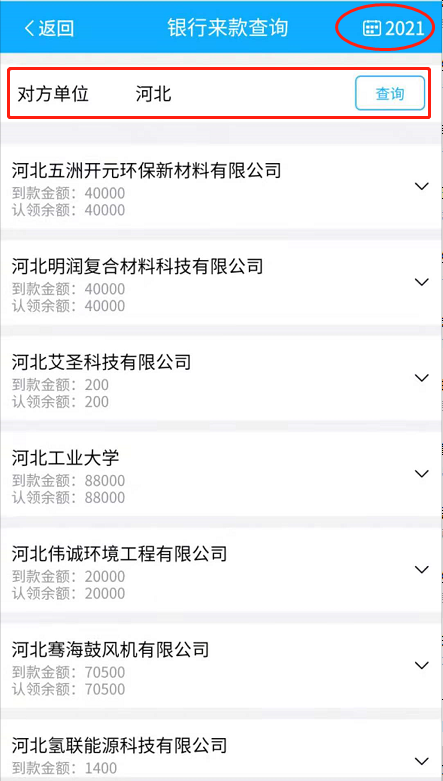 返回 银行来款查询 2021
对方单位 河北 查询
河北五洲开元环保新材料有限公司
到款金额：40000
认领余额：40000
河北明润复合材料科技有限公司
到款金额：40000
认领余额：40000
河北艾圣科技有限公司
到款金额：200
认领余额：200
河北工业大学
到款金额：88000
认领余额：88000
河北伟诚环境工程有限公司
到款金额：20000
认领余额：20000
河北骞海鼓风机有限公司
到款金额：70500
认领余额：70500
河北氢联能源科技有限公司
到款金额：1400